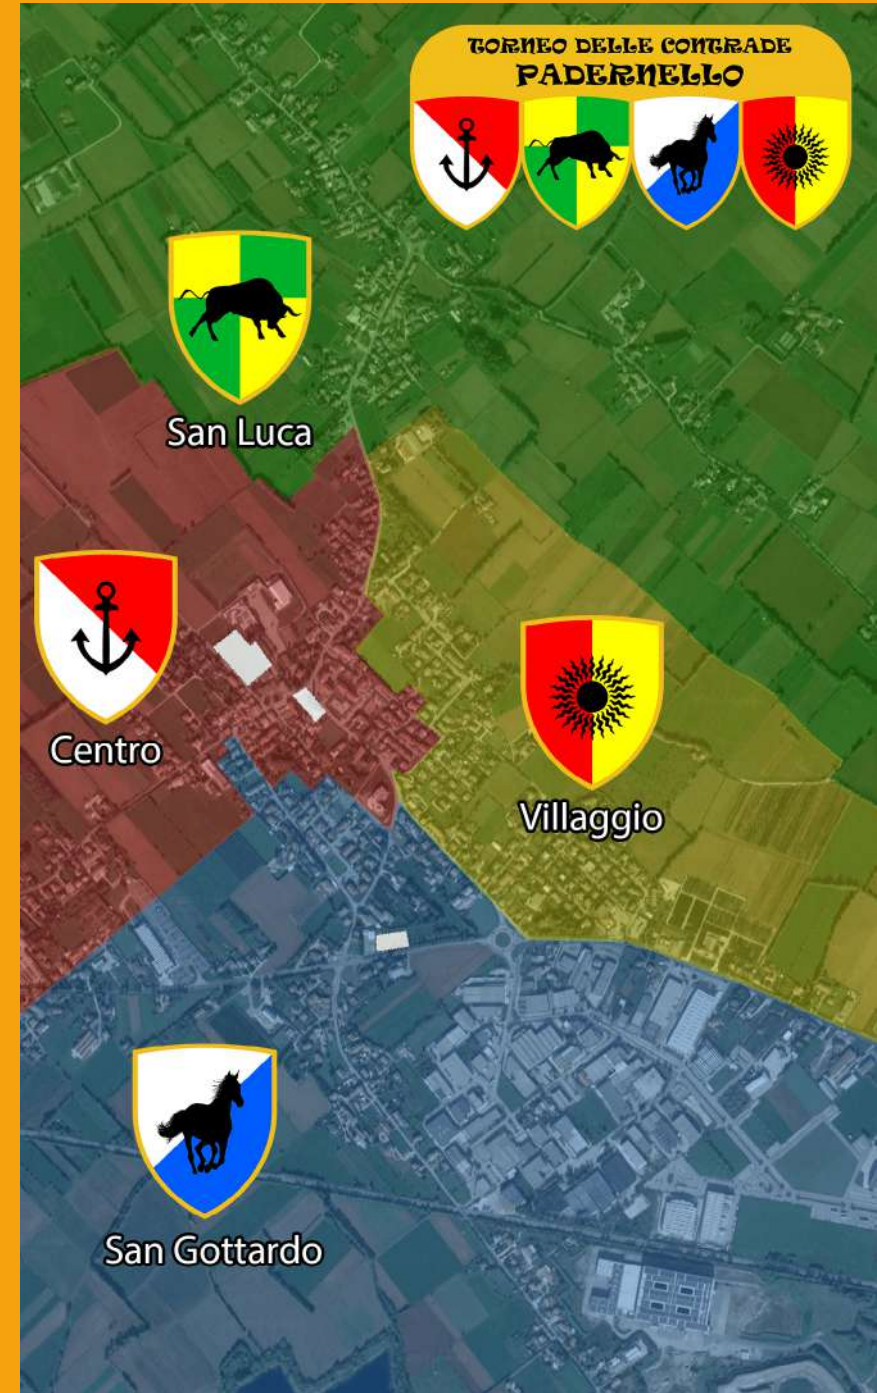 TORNEO DELLE CONTRADE
PADERNELLO
San Luca
Centro
Villaggio
San Gottardo